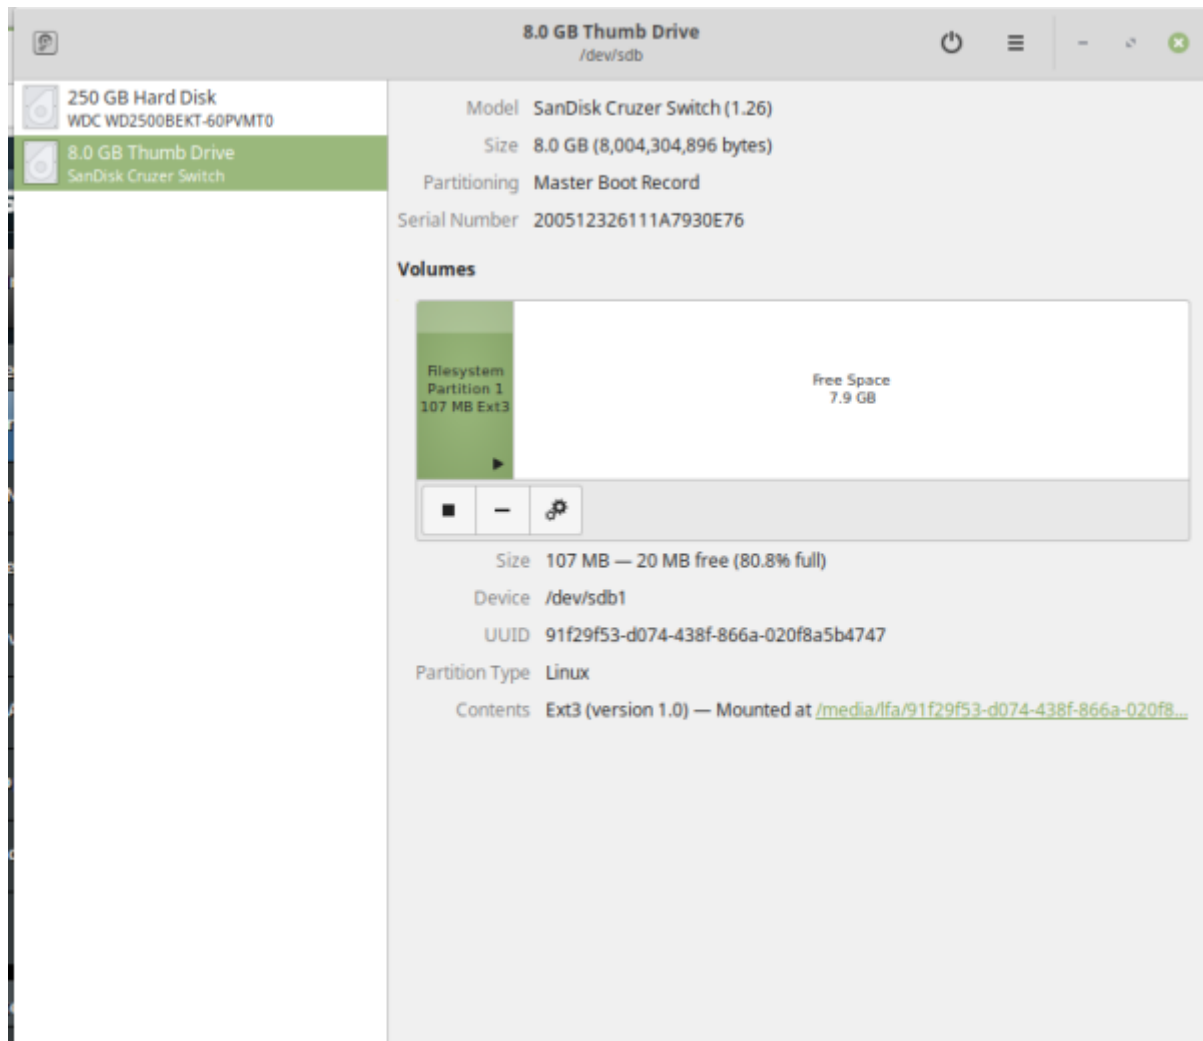 8.0 GB Thumb Drive
/dev/sdb
250 GB Hard Disk
WDC WD2500BEKT-60PVMT0
8.0 GB Thumb Drive
SanDisk Cruzer Switch
Model SanDisk Cruzer Switch (1.26)
Size 8.0 GB (8,004,304,896 bytes)
Partitioning Master Boot Record
Serial Number 200512326111A7930E76
Volumes
Filesystem
Partition 1
107 MB Ext3
Free Space
7.9 GB
Size 107 MB — 20 MB free (80.8% full)
Device /dev/sdb1
UUID 91f29f53-d074-438f-866a-020f8a5b4747
Partition Type Linux
Contents Ext3 (version 1.0) — Mounted at /media/lfa/91f29f53-d074-438f-866a-020f8...